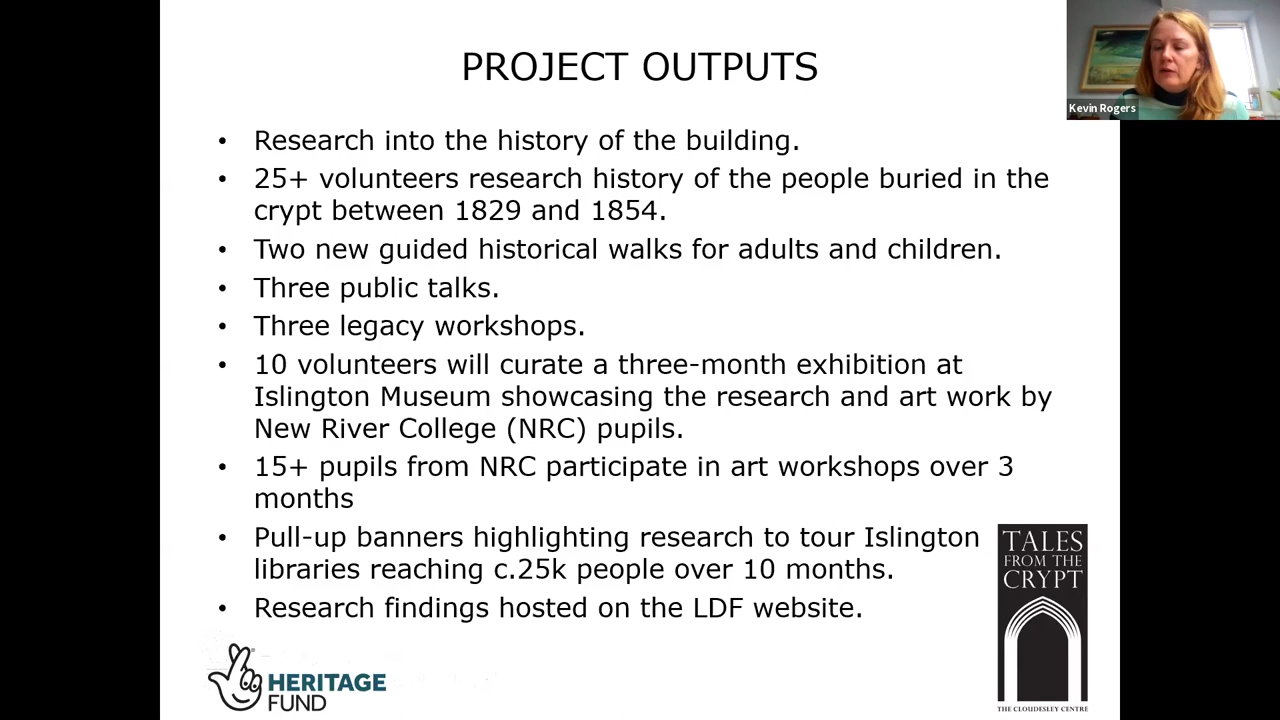 PROJECT OUTPUTS
Kevin Rogers
• Research into the history of the building.
• 25+ volunteers research history of the people buried in the
crypt between 1829 and 1854.
• Two new guided historical walks for adults and children.
• Three public talks.
• Three legacy workshops.
• 10 volunteers will curate a three-month exhibition at
Islington Museum showcasing the research and art work by
New River College (NRC) pupils.
• 15+ pupils from NRC participate in art workshops over 3
months
• Pull-up banners highlighting research to tour Islington
libraries reaching c.25k people over 10 months.
• Research findings hosted on the LDF website.
TALES
FROM THE
CRYPT
THE CLOUDESLEY CENTRE
HERITAGE
FUND